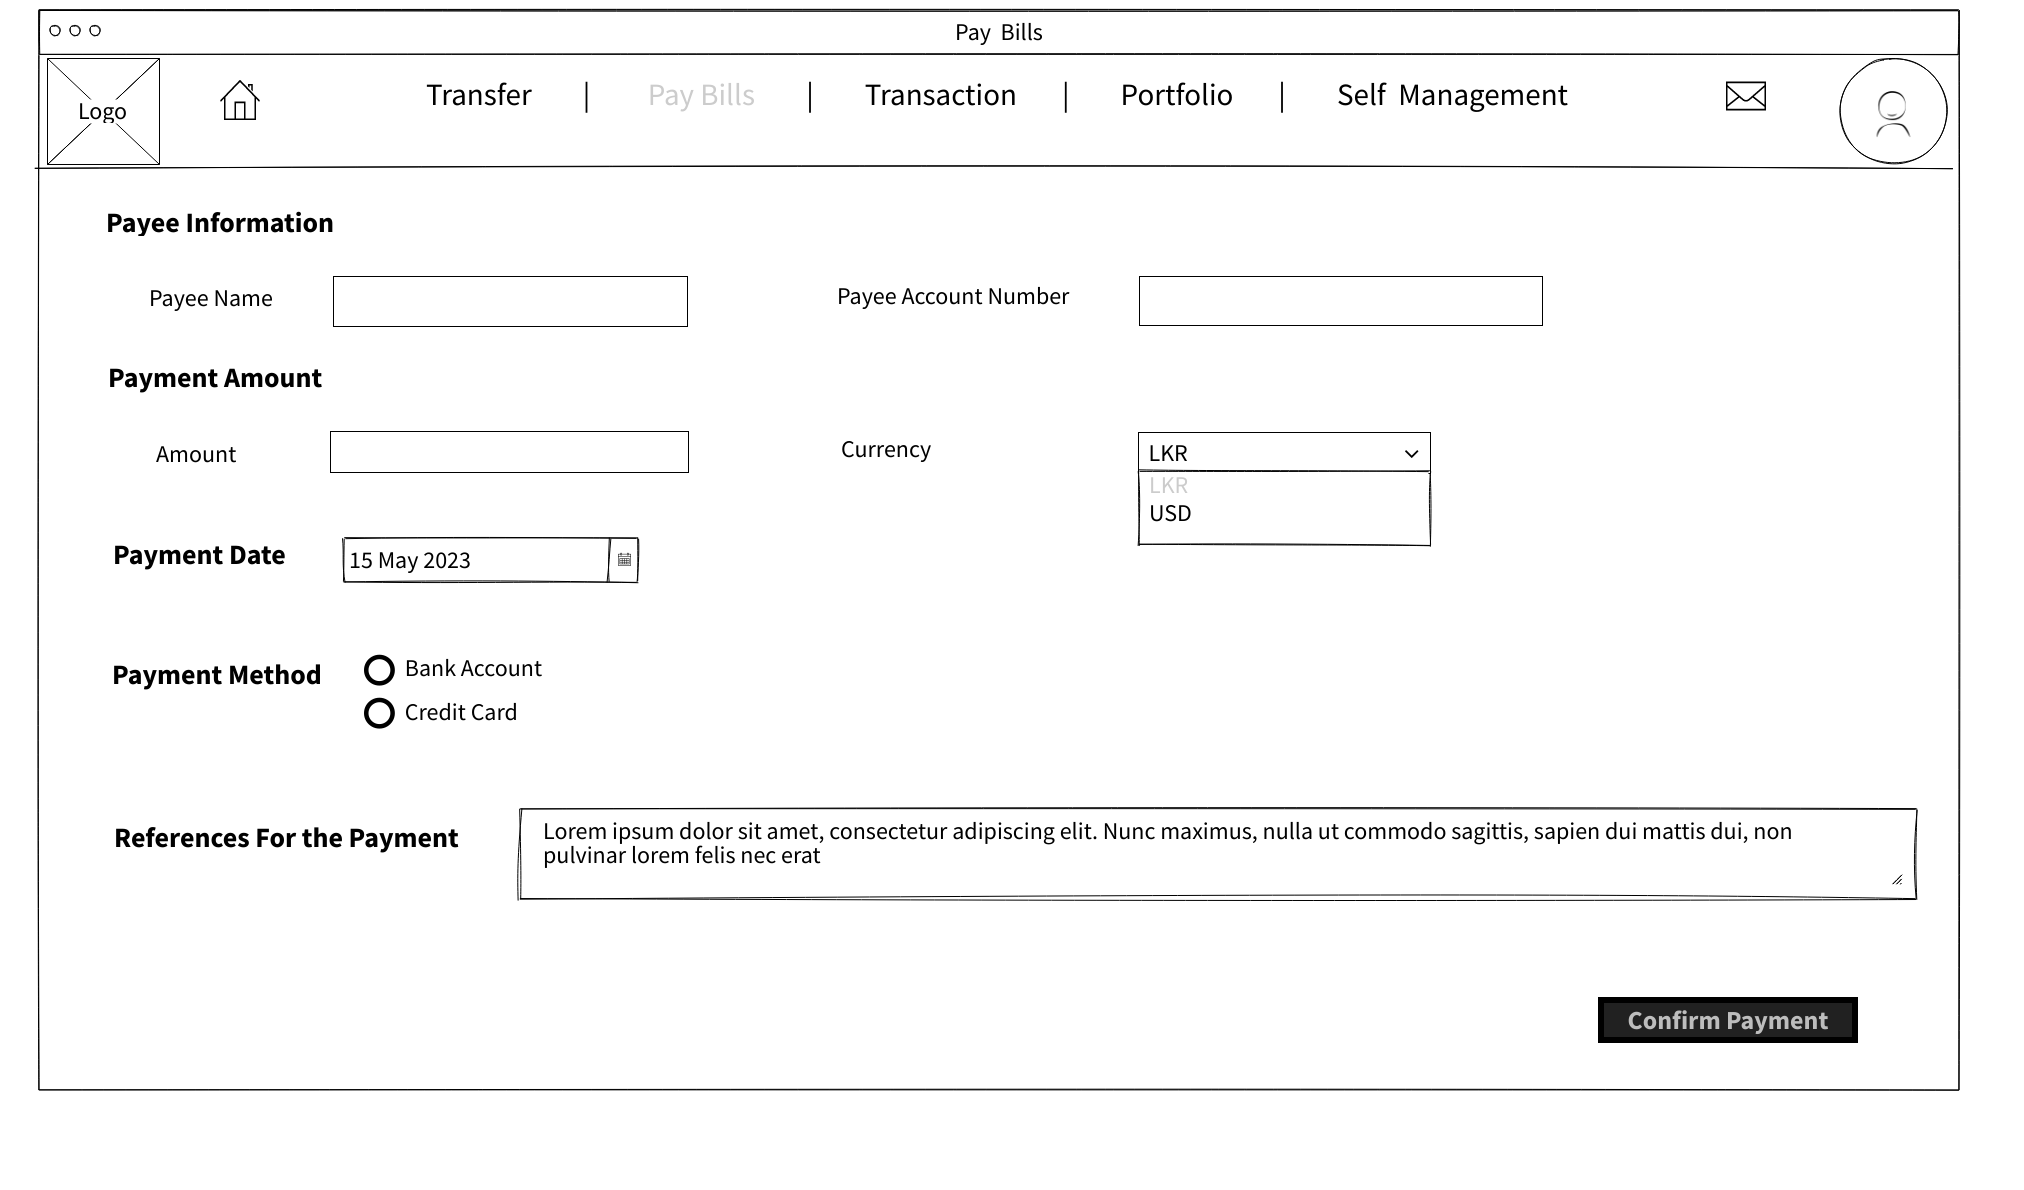 Pay Bills
Logo
Transfer | Pay Bills | Transaction | Portfolio | Self Management
Payee Information
Payee Name
Payee Account Number
Payment Amount
Amount
Currency
LKR
LKR
USD
Payment Date
15 May 2023
Payment Method
Bank Account
Credit Card
References For the Payment
Lorem ipsum dolor sit amet, consectetur adipiscing elit. Nunc maximus, nulla ut commodo sagittis, sapien dui mattis dui, non
pulvinar lorem felis nec erat
Confirm Payment